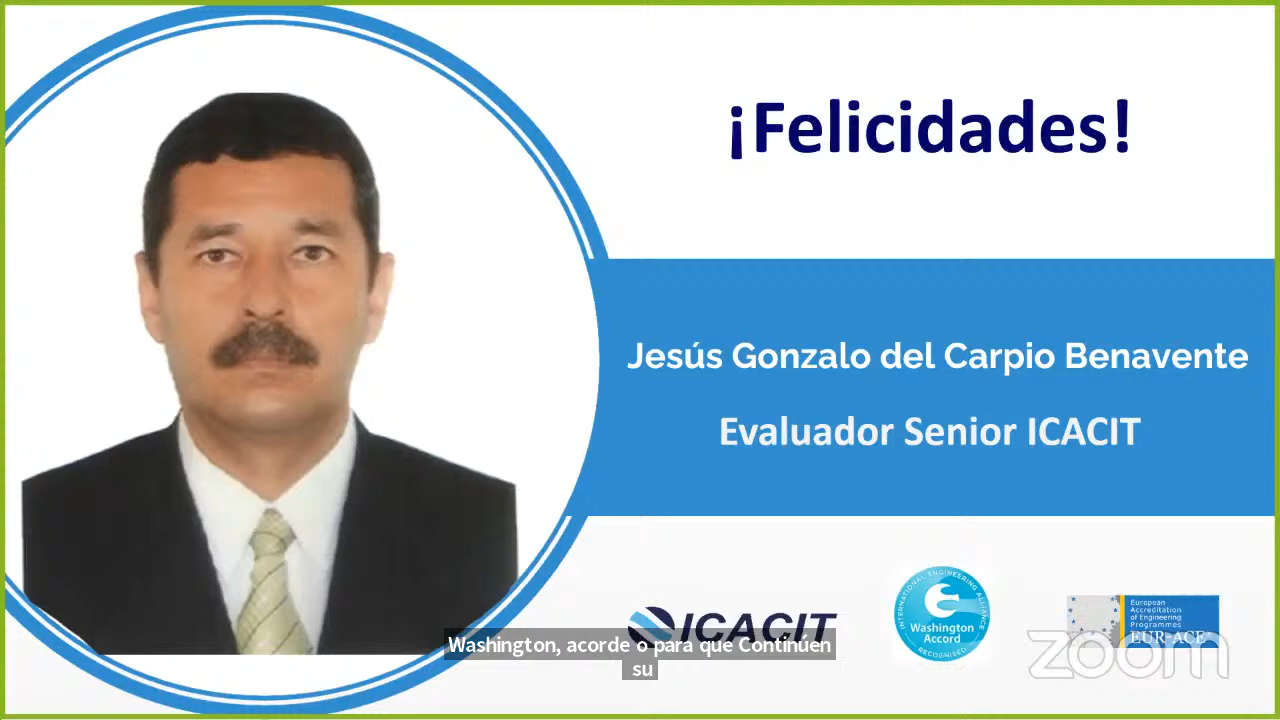 ¡Felicidades!
Jesús Gonzalo del Carpio Benavente
Evaluador Senior ICACIT
ICACIT
INTERNATIONAL ENGINEERING ALLIANCE
Washington
Accord
RECOGNISED
European
Accreditation
of Engineering
Programmes
EUR-ACE
zoom
Washington, acorde o para que Continúen
su